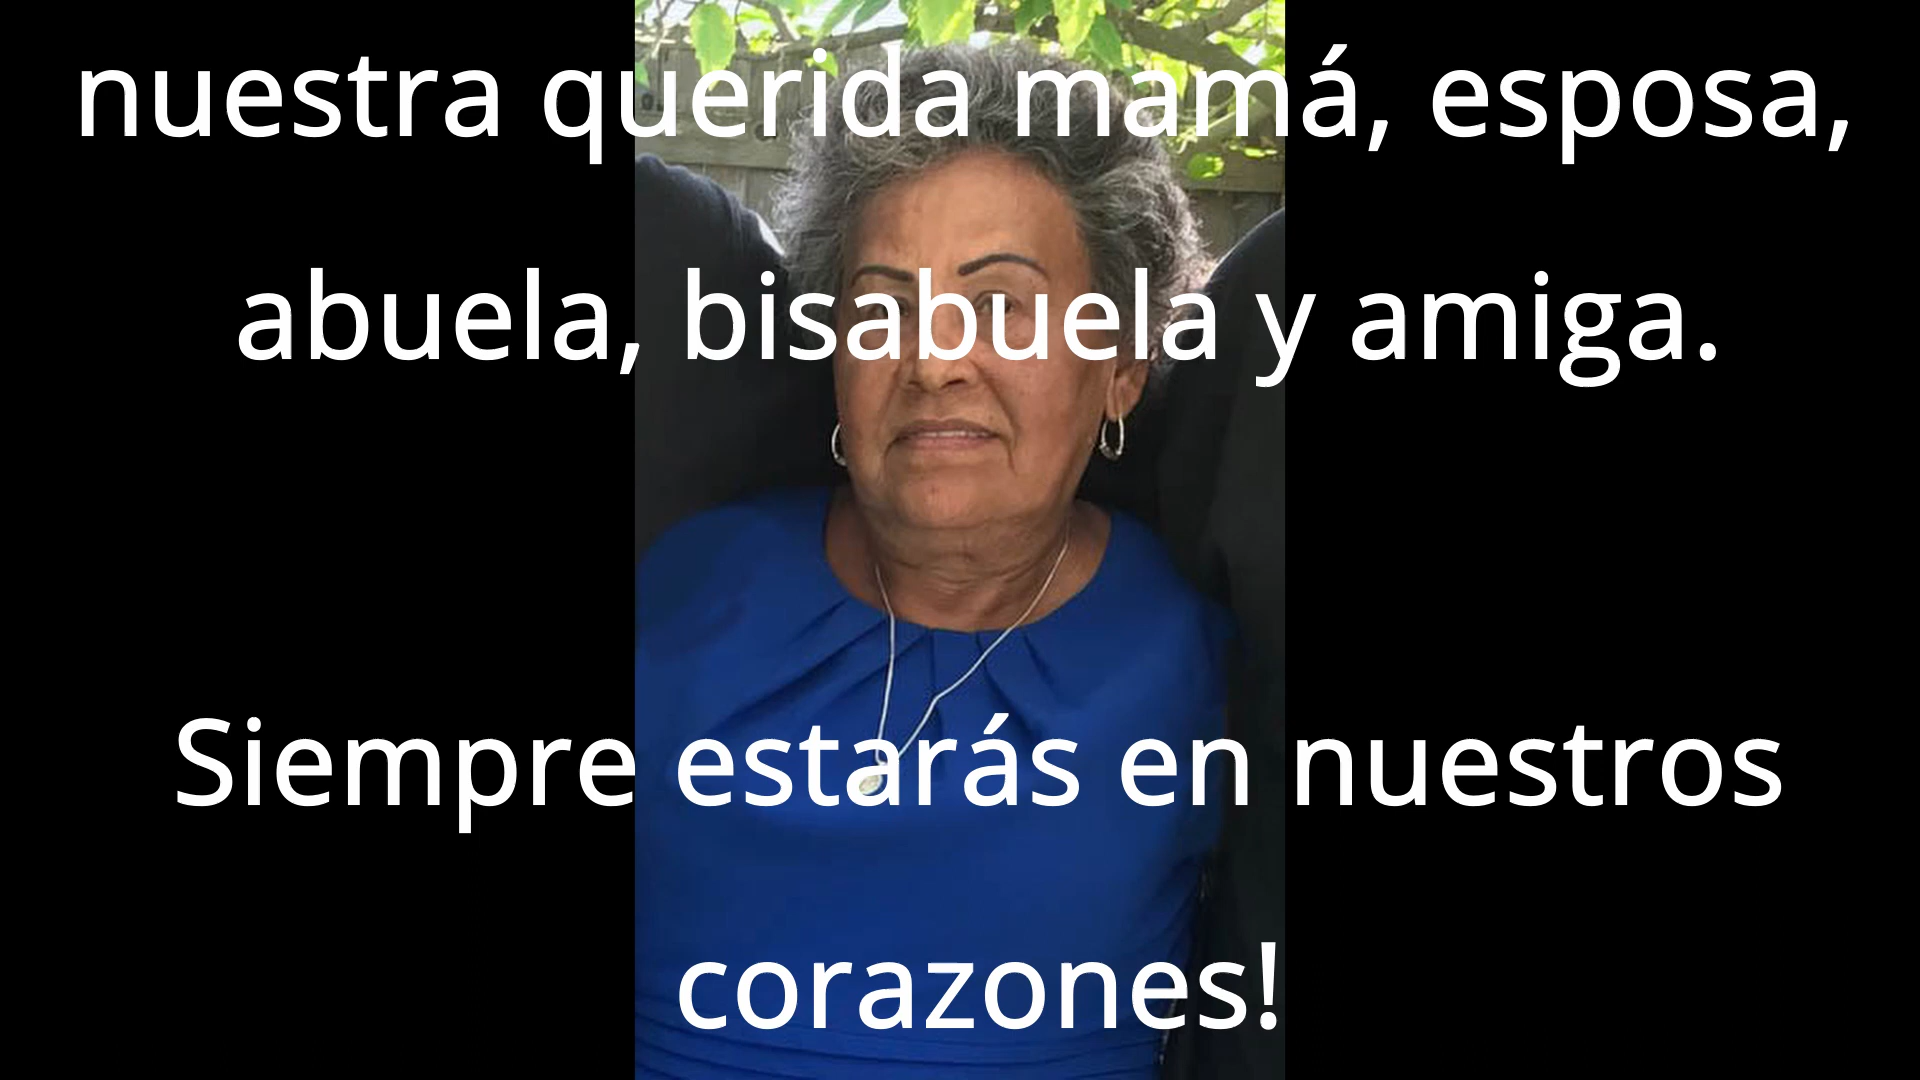 nuestra querida mamá, esposa,
abuela, bisabuela y amiga.
Siempre estarás en nuestros
corazones!